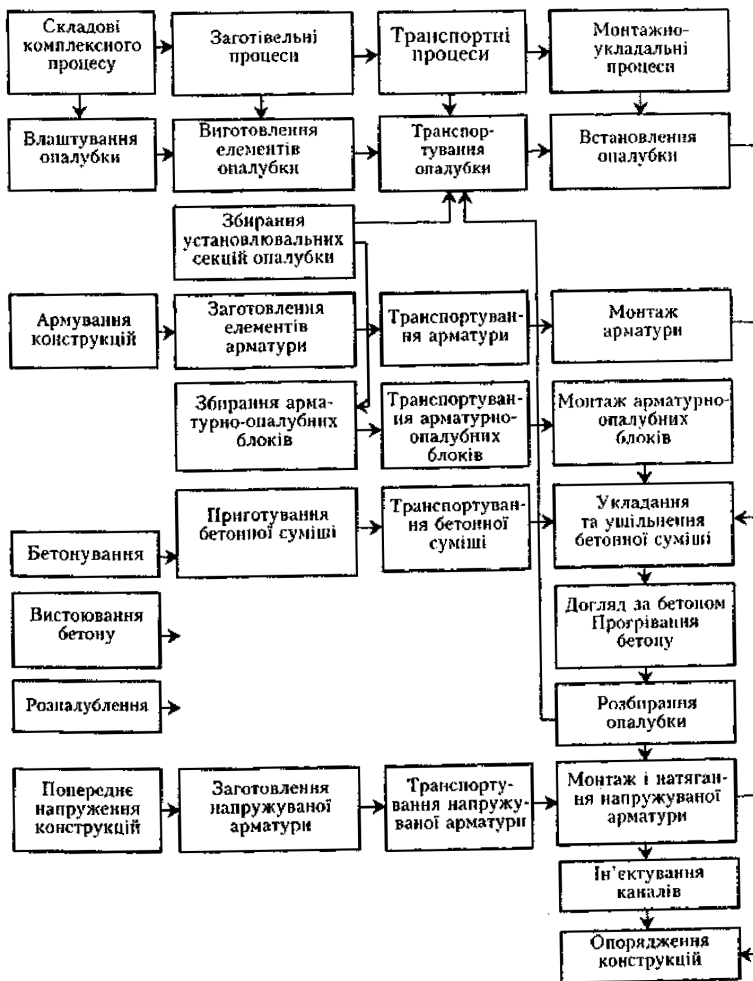 Складові
комплексного
процесу
Заготівельні
процеси
Транспортні
процеси
Монтажно-
укладальні
процеси
Влаштування
опалубки
Виготовлення
елементів
опалубки
Транспор-
тування
опалубки
Встановлення
опалубки
Збирання
установлювальних
секцій опалубки
Армування
конструкцій
Заготовлення
елементів
арматури
Транспортуван-
ня арматури
Монтаж
арматури
Збирання арма-
турно-опалубних
блоків
Транспортуван-
ня арматурно-
опалубних
блоків
Монтаж арматурно-
опалубних
блоків
Бетонування
Приготування
бетонної суміші
Транспортуван-
ня бетонної
суміші
Укладання
та ущільнення
бетонної суміші
Вистоювання
бетону
Догляд за бетоном
Прогрівання
бетону
Розпалублення
Розбирання
опалубки
Попереднє
напруження
конструкцій
Заготовлення
напружуваної
арматури
Транспорту-
вання напружу-
ваної арматури
Монтаж і натяган-
ня напружуваної
арматури
Ін’єктування
каналів
Опорядження
конструкцій